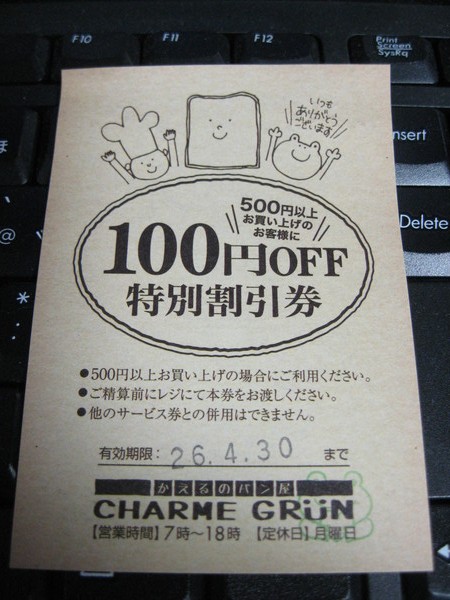 F10
F11
F12
Print
Screen
SysRq
Insert
Delete
いつも
ありがとう
ございます!
500円以上
お買い上げの
お客様に
100円OFF
特別割引券
●500円以上お買い上げの場合にご利用ください。
●ご精算前にレジにて本券をお渡しください。
●他のサービス券との併用はできません。
有効期限: 26.4.30 まで
かえるのパン屋
CHARME GRÜN
【営業時間】7時〜18時 【定休日】月曜日